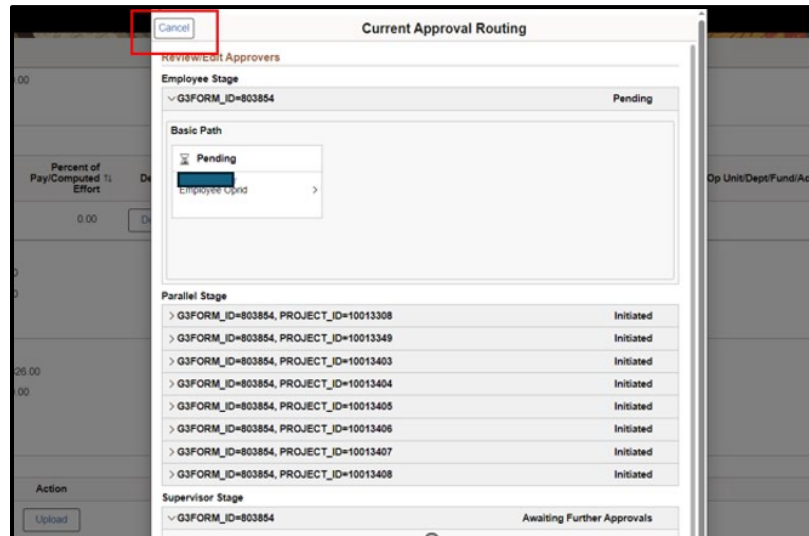 Cancel
Current Approval Routing
Review/Edit Approvers
Employee Stage
G3FORM_ID=803854 Pending
Basic Path
Pending
Employee Oprid
Parallel Stage
G3FORM_ID=803854, PROJECT_ID=10013308 Initiated
G3FORM_ID=803854, PROJECT_ID=10013349 Initiated
G3FORM_ID=803854, PROJECT_ID=10013403 Initiated
G3FORM_ID=803854, PROJECT_ID=10013404 Initiated
G3FORM_ID=803854, PROJECT_ID=10013405 Initiated
G3FORM_ID=803854, PROJECT_ID=10013406 Initiated
G3FORM_ID=803854, PROJECT_ID=10013407 Initiated
G3FORM_ID=803854, PROJECT_ID=10013408 Initiated
Supervisor Stage
G3FORM_ID=803854 Awaiting Further Approvals
.00
Percent of
Pay/Computed
Effort
0.00
Op Unit/Dept/Fund/Ac
26.00
.00
Action
Upload